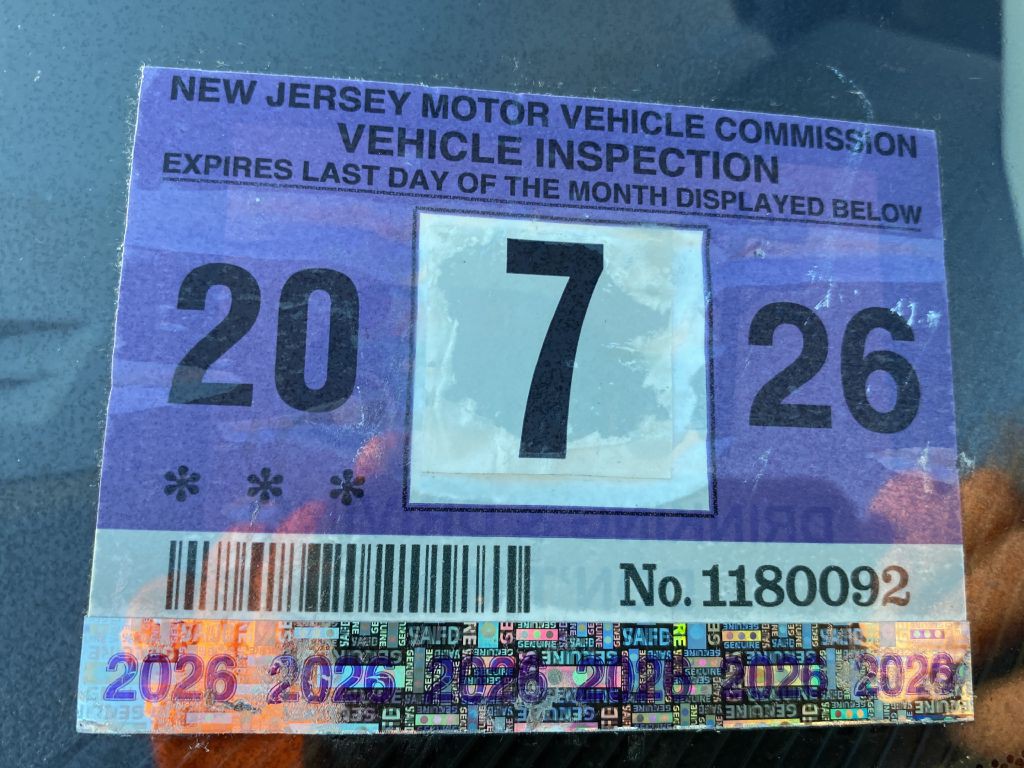 NEW JERSEY MOTOR VEHICLE COMMISSION
VEHICLE INSPECTION
EXPIRES LAST DAY OF THE MONTH DISPLAYED BELOW
20 7 26
* * *
No. 1180092
2026 2026 2026 2026 2026 2026